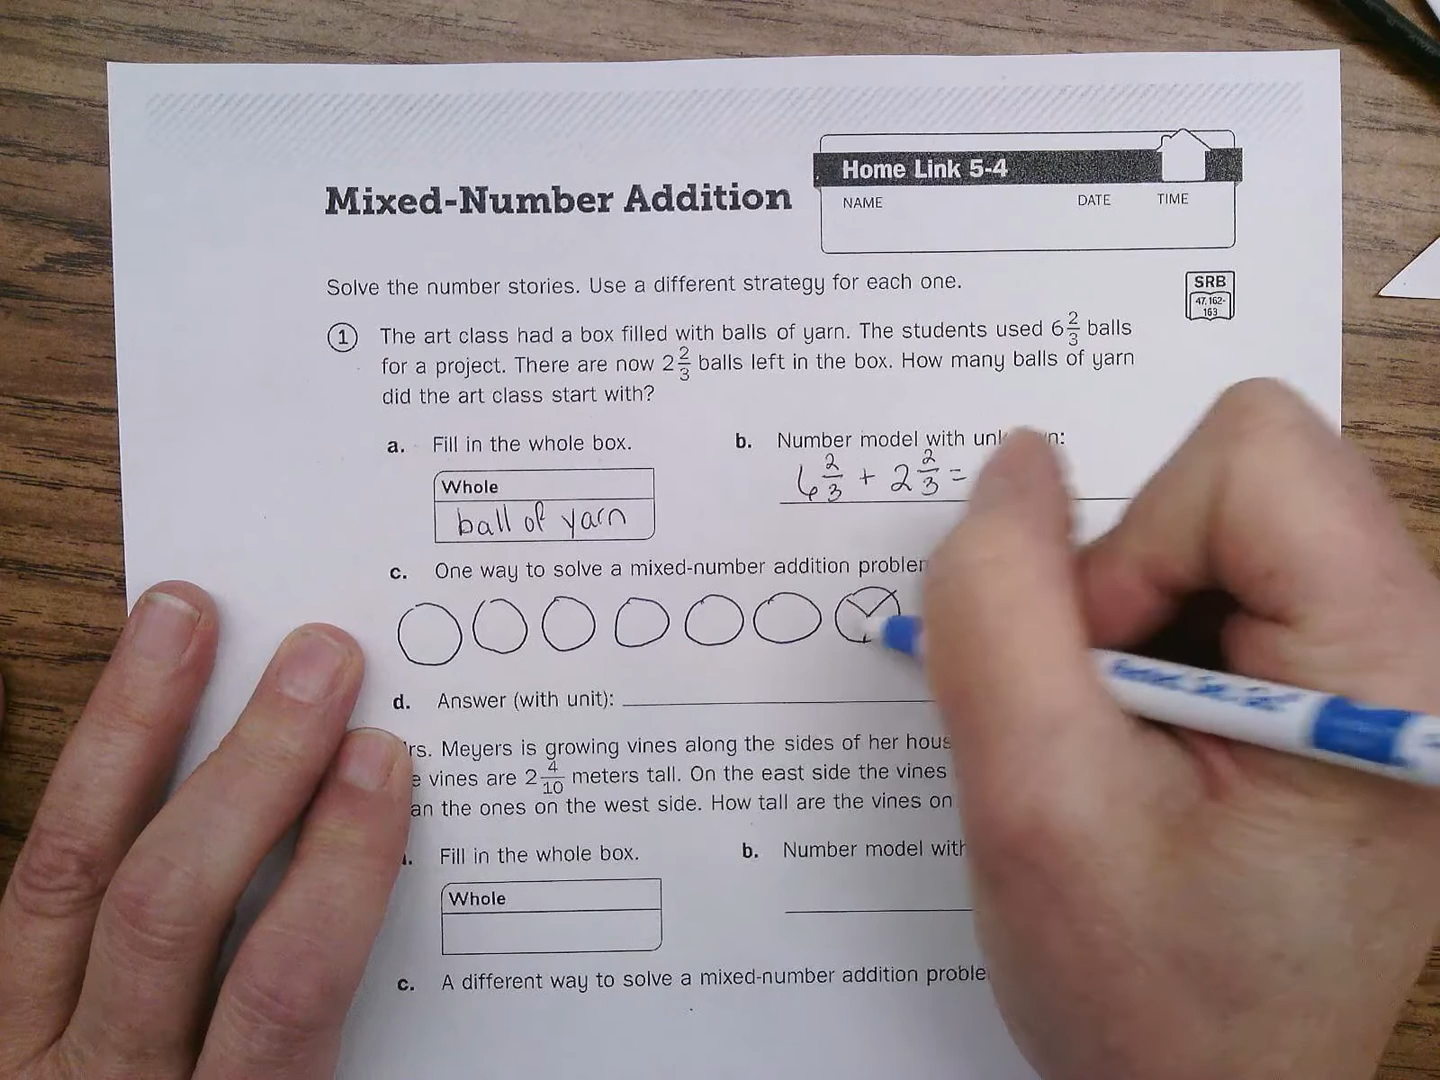 Home Link 5-4
Mixed-Number Addition
NAME DATE TIME
Solve the number stories. Use a different strategy for each one.
SRB
47, 162-
163
1 The art class had a box filled with balls of yarn. The students used 6 2/3 balls
for a project. There are now 2 2/3 balls left in the box. How many balls of yarn
did the art class start with?
a. Fill in the whole box.
b. Number model with
6 2/3 + 2 2/3 =
Whole
ball of yarn
c. One way to solve a mixed-number addition
d. Answer (with unit):
Meyers is growing vines along the sides of her
vines are 2 4/10 meters tall. On the east side the vines
the ones on the west side. How tall are the vines on
Fill in the whole box.
b. Number model
Whole
c. A different way to solve a mixed-number addition